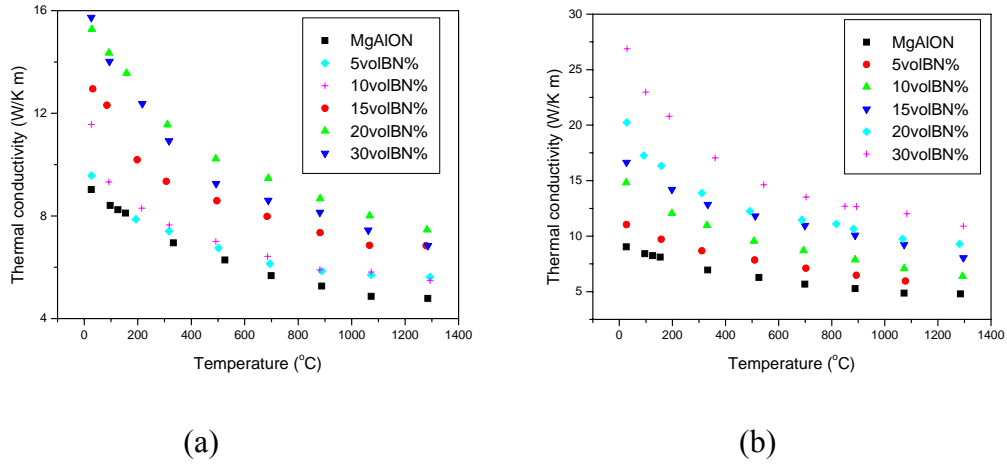 Thermal conductivity (W/K m)
16
12
8
4
0 200 400 600 800 1000 1200 1400
Temperature (°C)
MgAlON
5volBN%
10volBN%
15volBN%
20volBN%
30volBN%
(a)
Thermal conductivity (W/K m)
30
25
20
15
10
5
0 200 400 600 800 1000 1200 1400
Temperature (°C)
MgAlON
5volBN%
10volBN%
15volBN%
20volBN%
30volBN%
(b)